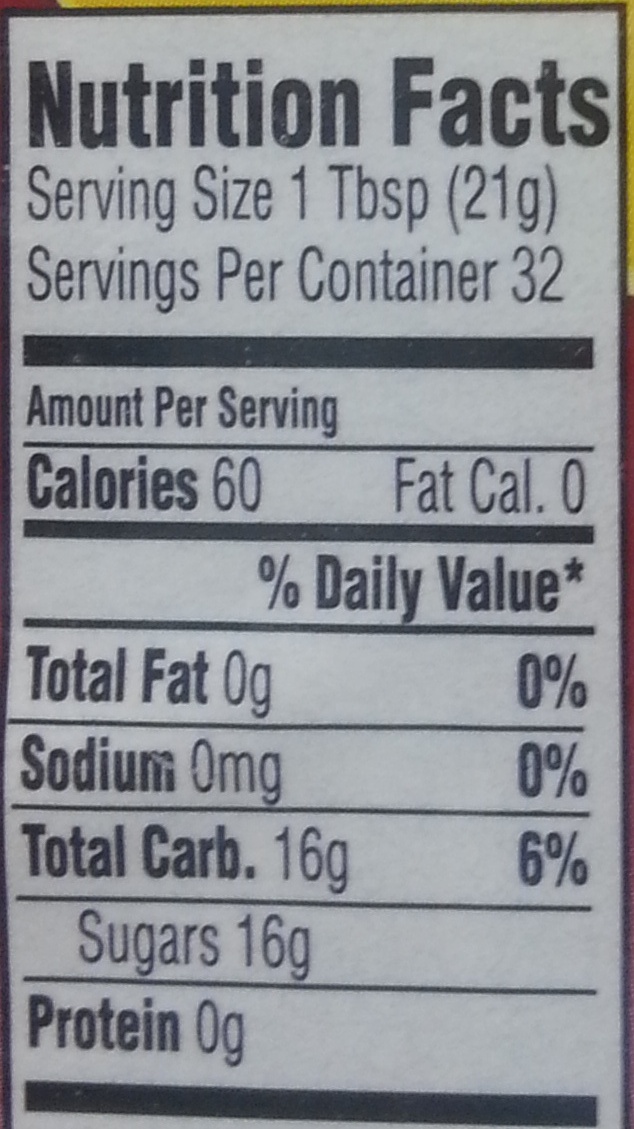 Nutrition Facts
Serving Size 1 Tbsp (21g)
Servings Per Container 32
Amount Per Serving
Calories 60 Fat Cal. 0
% Daily Value*
Total Fat 0g 0%
Sodium 0mg 0%
Total Carb. 16g 6%
Sugars 16g
Protein 0g